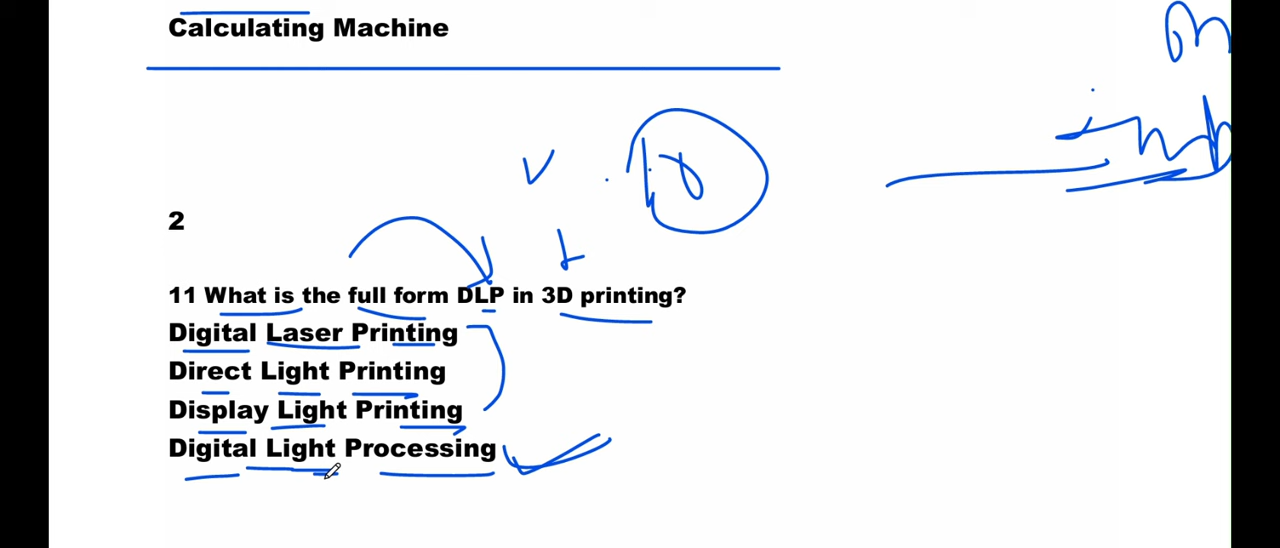 Calculating Machine
2
11 What is the full form DLP in 3D printing?
Digital Laser Printing
Direct Light Printing
Display Light Printing
Digital Light Processing